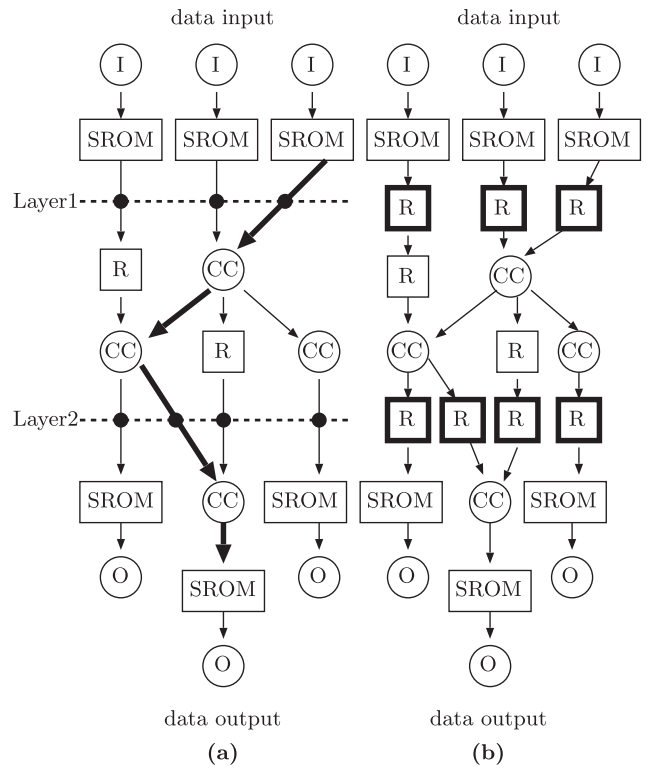 data input data input
I I I I I I
SROM SROM SROM SROM SROM SROM
Layer1 R R R
R CC R CC
CC R CC CC R CC
Layer2 R R R R
SROM CC SROM SROM CC SROM
O SROM O O SROM O
O O
data output data output
(a) (b)